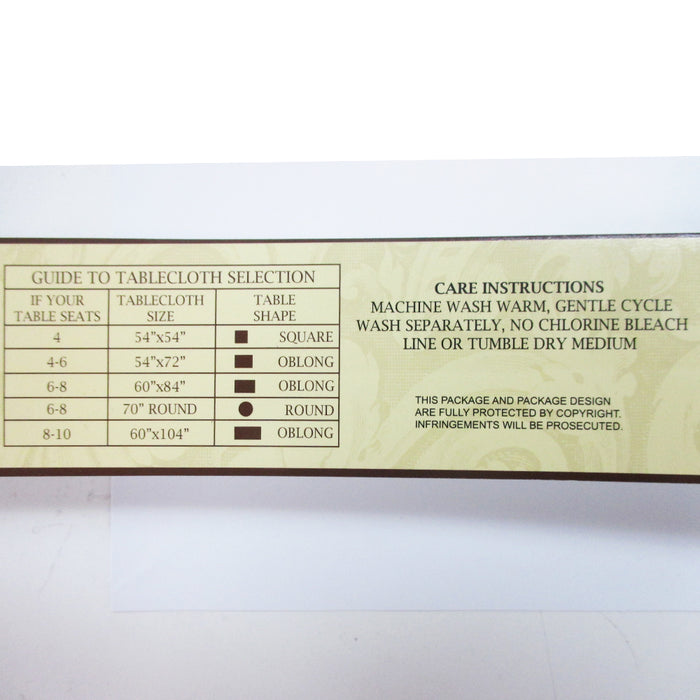 GUIDE TO TABLECLOTH SELECTION
IF YOUR TABLE SEATS TABLECLOTH SIZE TABLE SHAPE
4 54"x54" SQUARE
4-6 54"x72" OBLONG
6-8 60"x84" OBLONG
6-8 70" ROUND ROUND
8-10 60"x104" OBLONG
CARE INSTRUCTIONS
MACHINE WASH WARM, GENTLE CYCLE
WASH SEPARATELY, NO CHLORINE BLEACH
LINE OR TUMBLE DRY MEDIUM
THIS PACKAGE AND PACKAGE DESIGN
ARE FULLY PROTECTED BY COPYRIGHT.
INFRINGEMENTS WILL BE PROSECUTED.